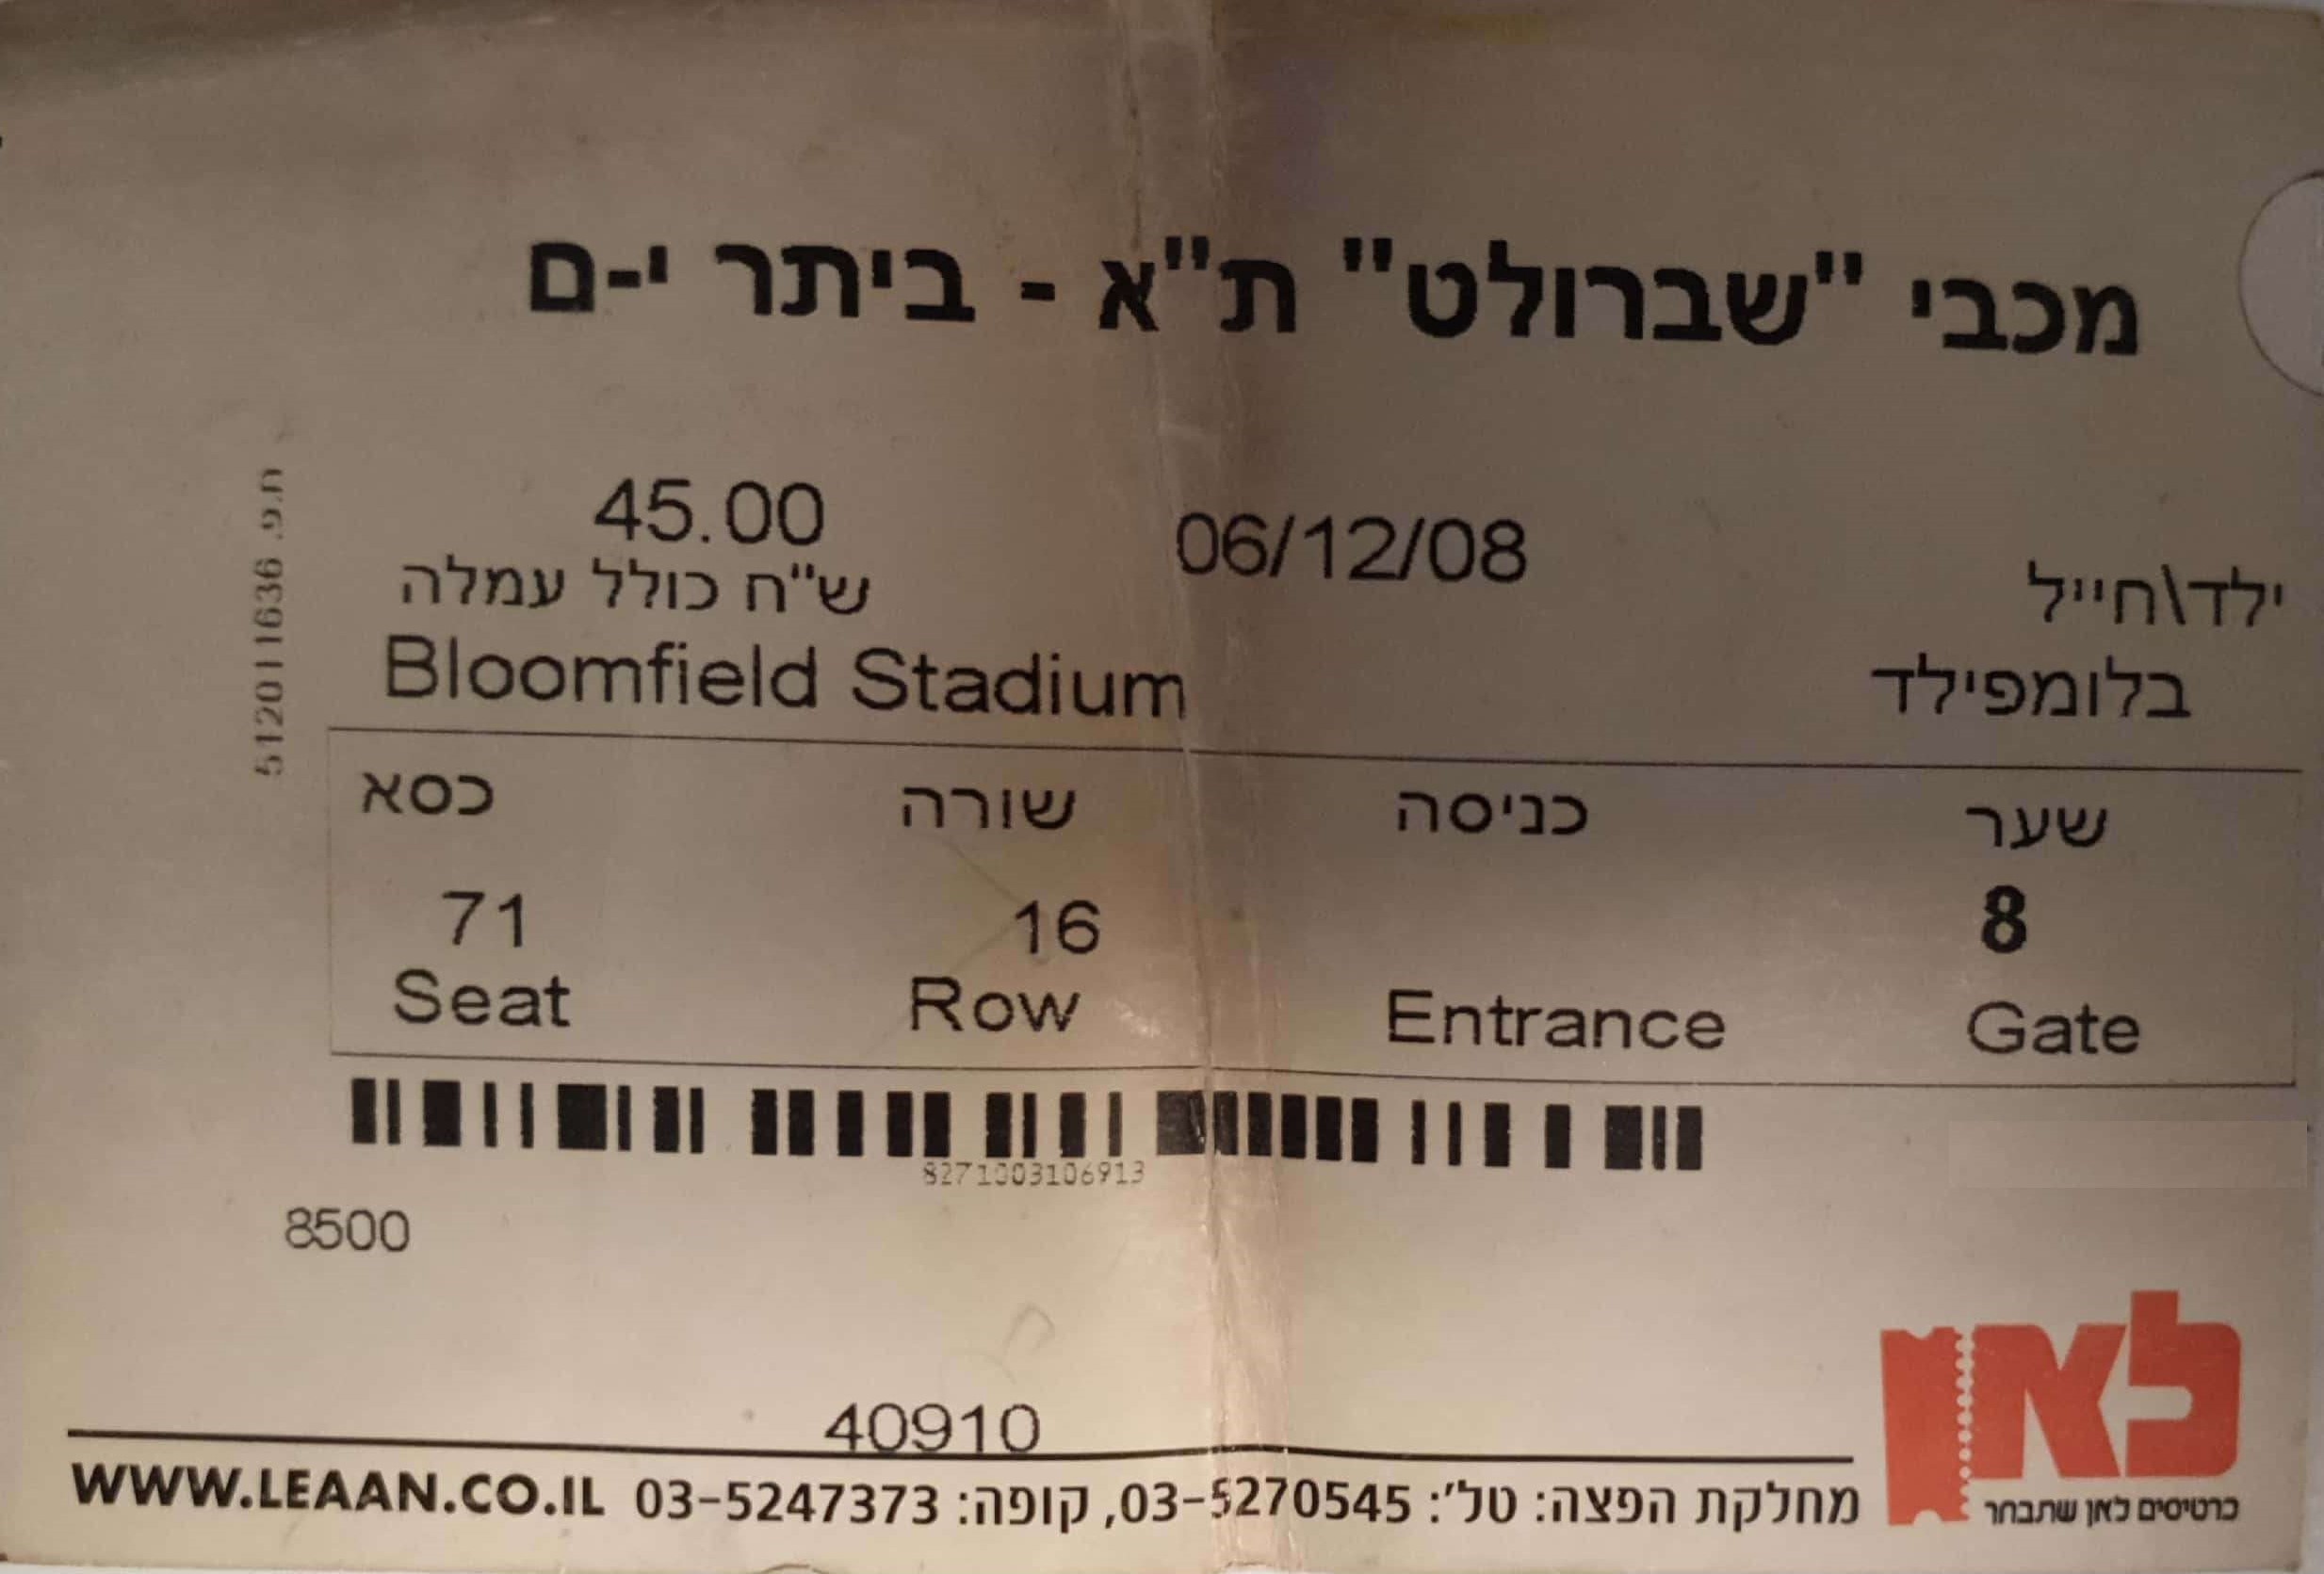 מכבי "שברולט" ת"א - ביתר י-ם
45.00
06/12/08
ש"ח כולל עמלה
ילד\חייל
Bloomfield Stadium
בלומפילד
ח.פ. 512011636
שער כניסה שורה כסא
8 16 71
Gate Entrance Row Seat
8271003106913
8500
40910
לאן
כרטיסים לאן שתבחר
מחלקת הפצה: טל': 03-5270545, קופה: 03-5247373 WWW.LEAAN.CO.IL